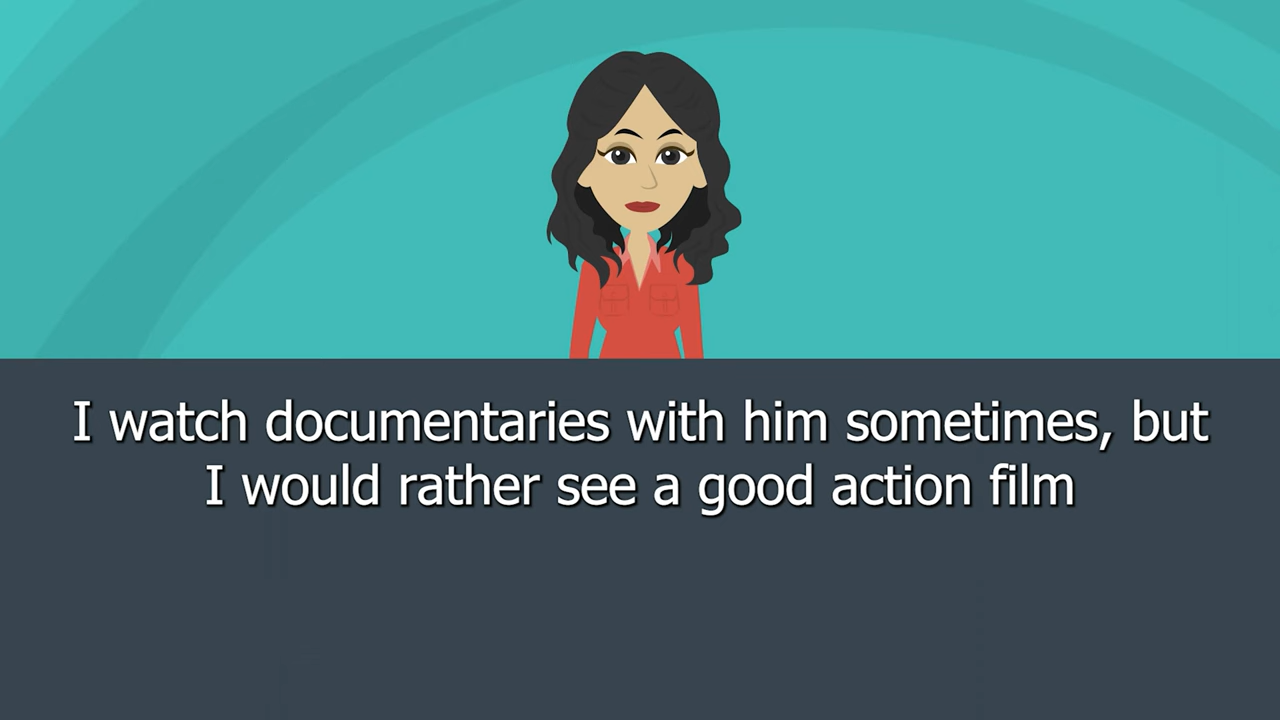 I watch documentaries with him sometimes, but
I would rather see a good action film